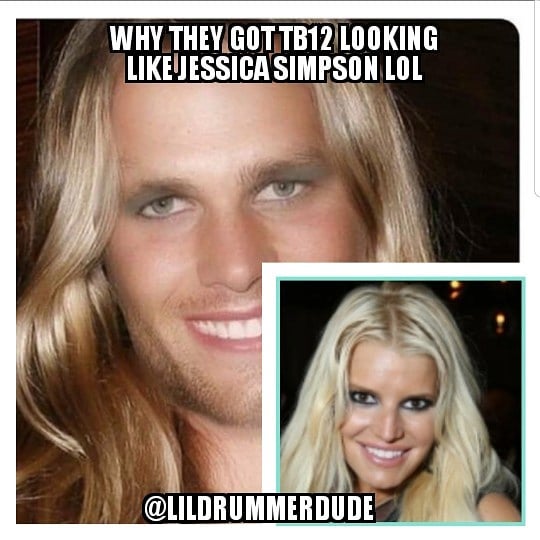 WHY THEY GOT TB12 LOOKING
LIKE JESSICA SIMPSON LOL
@LILDRUMMERDUDE